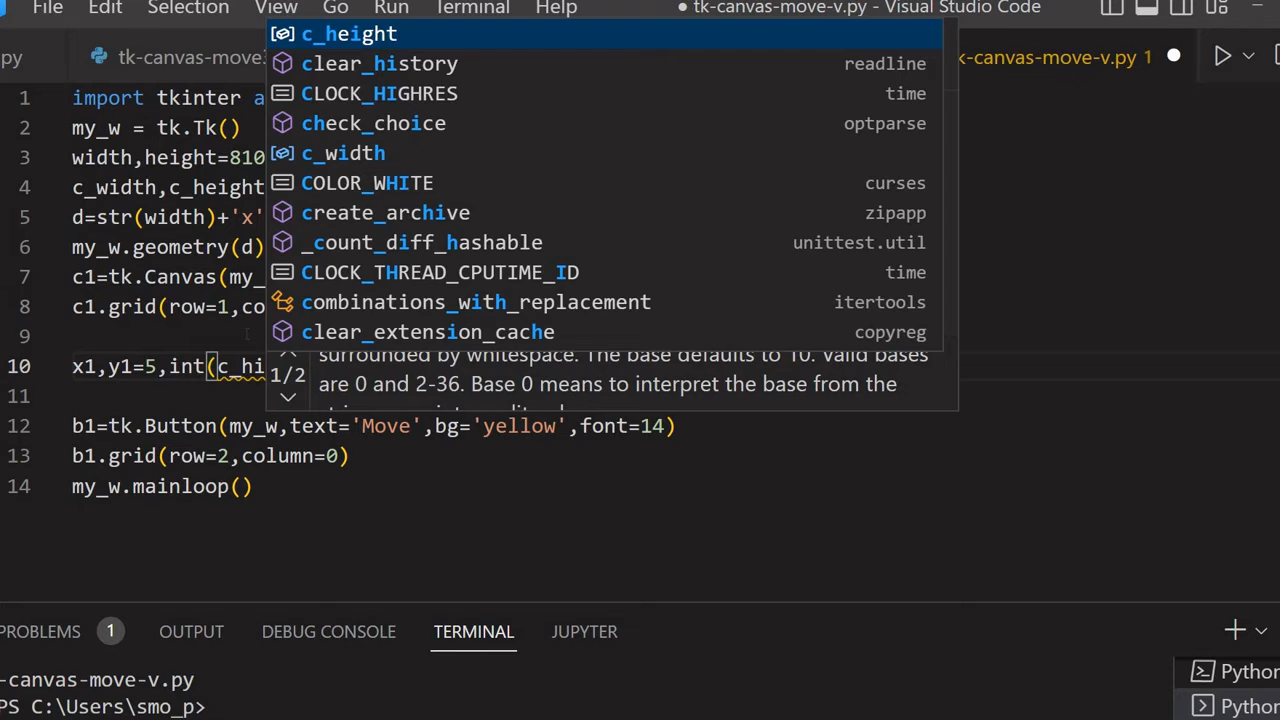 File Edit Selection View Go Run Terminal Help ● tk-canvas-move-v.py - Visual Studio Code
py tk-canvas-move3 k-canvas-move-v.py 1
c_height
clear_history readline
CLOCK_HIGHRES time
check_choice optparse
c_width
COLOR_WHITE curses
create_archive zipapp
_count_diff_hashable unittest.util
CLOCK_THREAD_CPUTIME_ID time
combinations_with_replacement itertools
clear_extension_cache copyreg
surrounded by whitespace. The base defaults to 10. Valid bases
1/2
are 0 and 2-36. Base 0 means to interpret the base from the
1 import tkinter a
2 my_w = tk.Tk()
3 width,height=810
4 c_width,c_height
5 d=str(width)+'x'
6 my_w.geometry(d)
7 c1=tk.Canvas(my_
8 c1.grid(row=1,co
9
10 x1,y1=5,int(c_hi
11
12 b1=tk.Button(my_w,text='Move',bg='yellow',font=14)
13 b1.grid(row=2,column=0)
14 my_w.mainloop()
PROBLEMS 1 OUTPUT DEBUG CONSOLE TERMINAL JUPYTER
-canvas-move-v.py
PS C:\Users\smo_p>
Python
Python